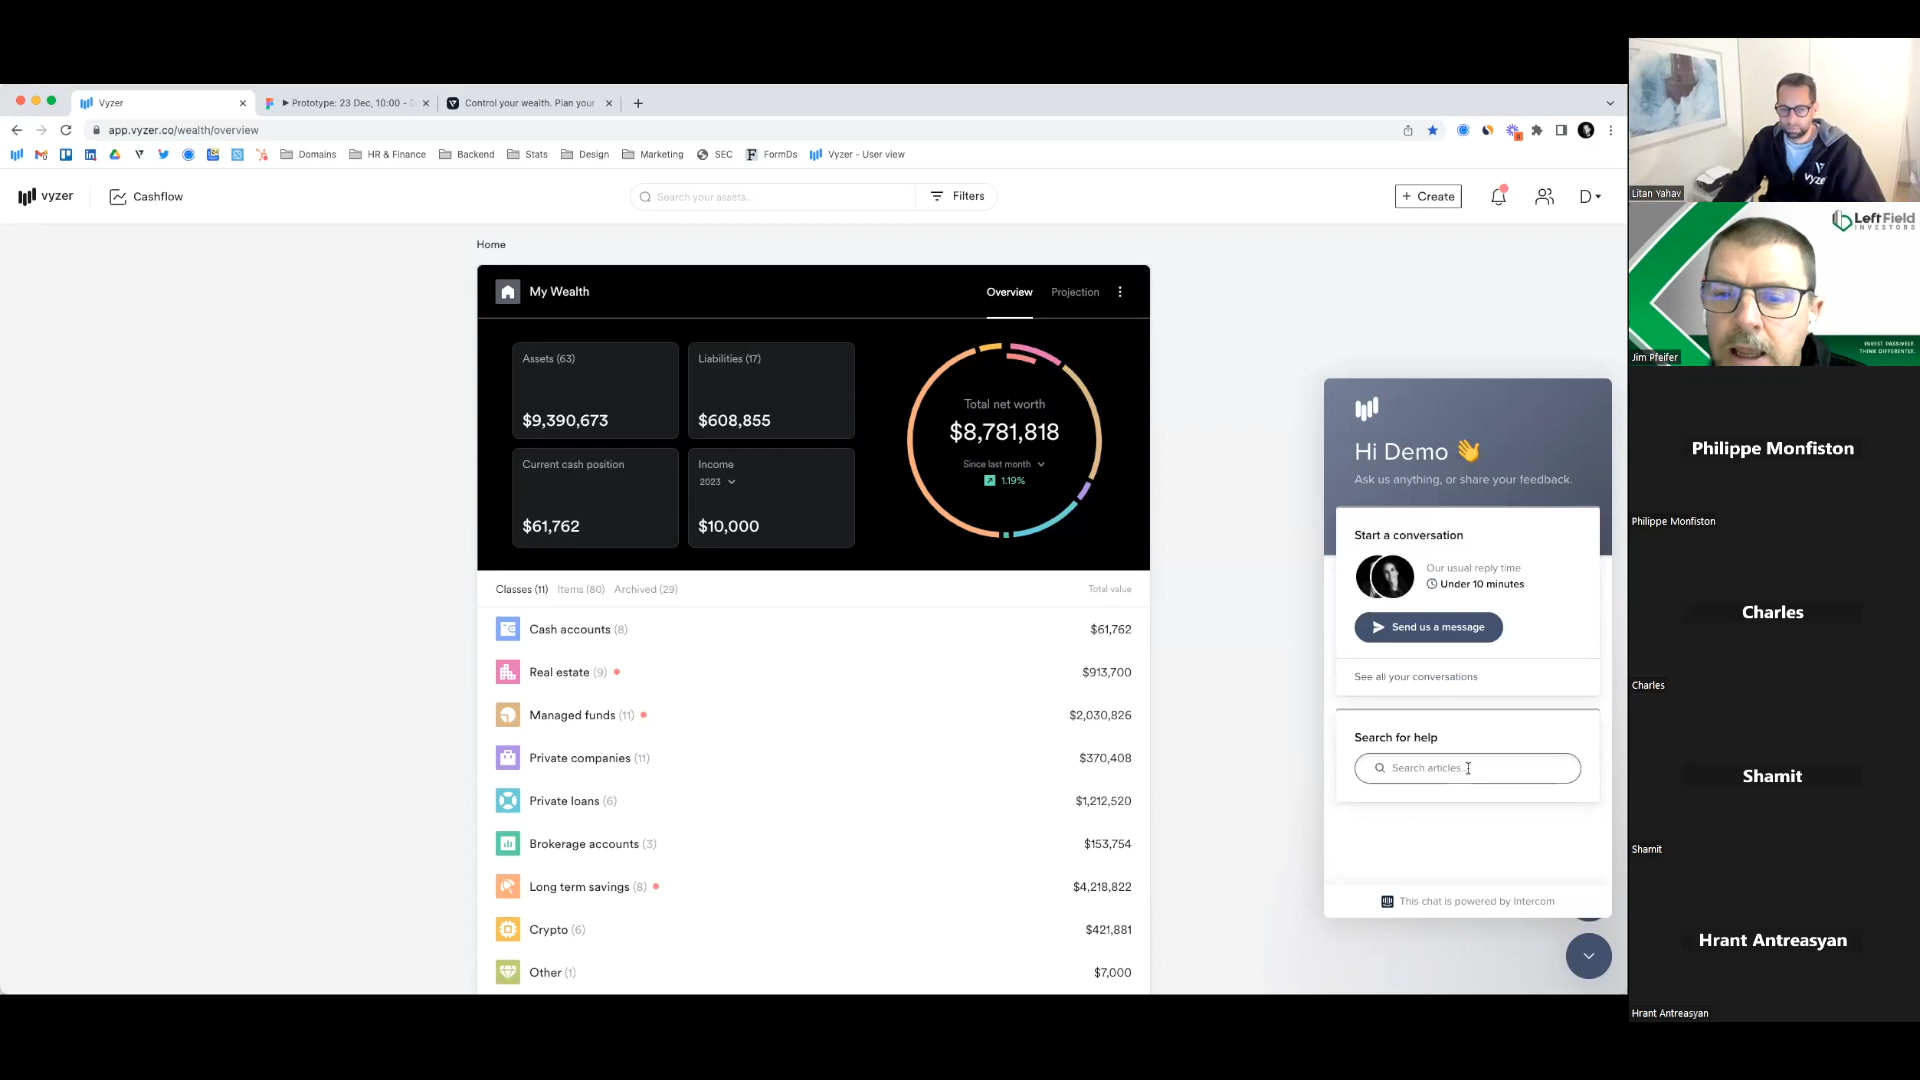 Vyzer
Prototype: 23 Dec, 10:00 - D
Control your wealth. Plan your
app.vyzer.co/wealth/overview
Domains
HR & Finance
Backend
Stats
Design
Marketing
SEC
FormDs
Vyzer - User view
vyzer
Cashflow
Search your assets...
Filters
+ Create
D
Home
My Wealth
Overview
Projection
Assets (63)
$9,390,673
Liabilities (17)
$608,855
Current cash position
$61,762
Income
2023
$10,000
Total net worth
$8,781,818
Since last month
1.19%
Classes (11) Items (80) Archived (29) Total value
Cash accounts (8) $61,762
Real estate (9) $913,700
Managed funds (11) $2,030,826
Private companies (11) $370,408
Private loans (6) $1,212,520
Brokerage accounts (3) $153,754
Long term savings (8) $4,218,822
Crypto (6) $421,881
Other (1) $7,000
Hi Demo 👋
Ask us anything, or share your feedback.
Start a conversation
Our usual reply time
Under 10 minutes
Send us a message
See all your conversations
Search for help
Search articles...
This chat is powered by Intercom
vyzer
Litan Yahav
LeftField
INVESTORS
INVEST PASSIVELY.
THINK DIFFERENTLY.
Jim Pfeifer
Philippe Monfiston
Philippe Monfiston
Charles
Charles
Shamit
Shamit
Hrant Antreasyan
Hrant Antreasyan